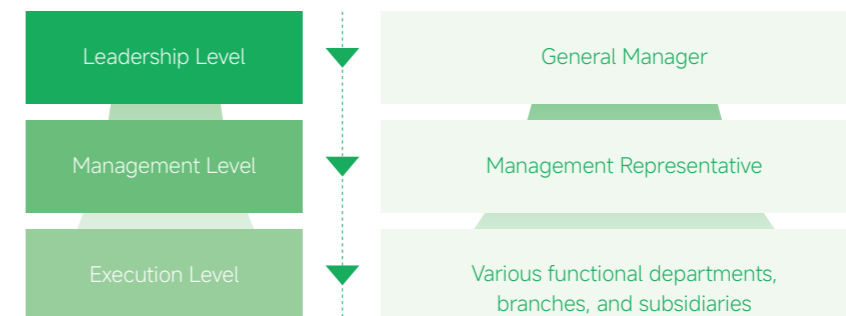 Leadership Level
General Manager
Management Level
Management Representative
Execution Level
Various functional departments,
branches, and subsidiaries